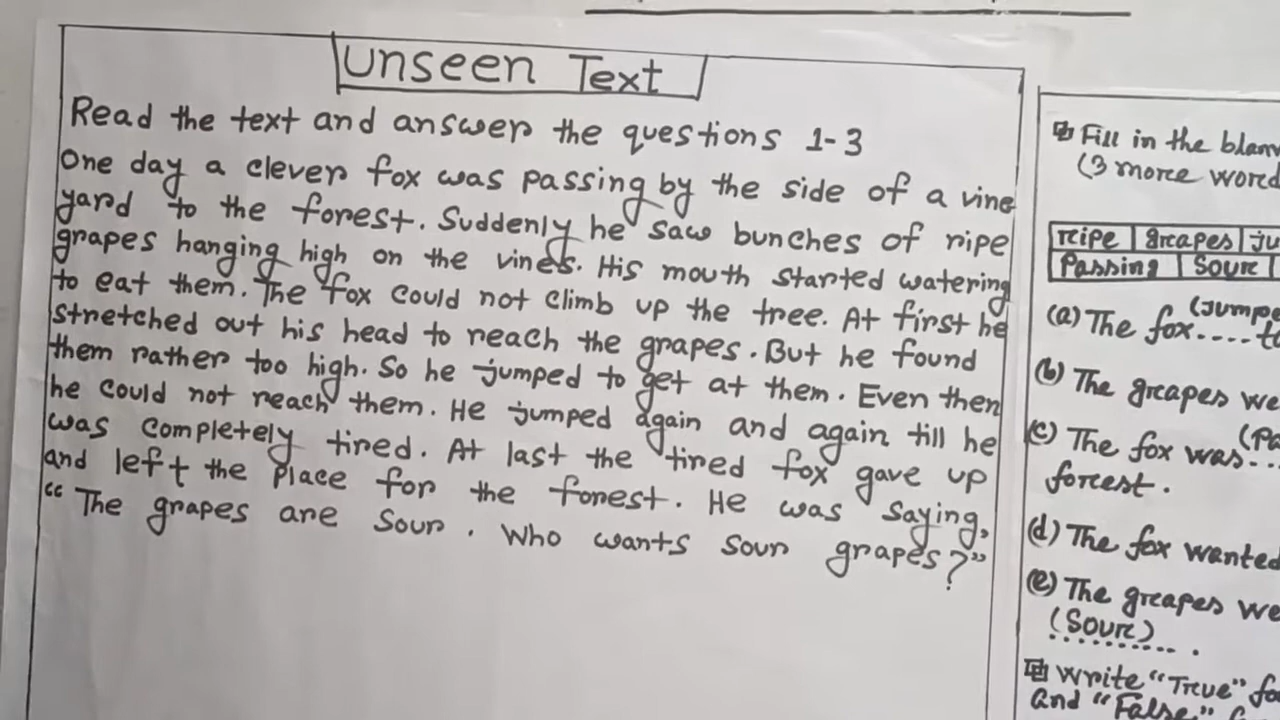 Unseen Text
Read the text and answer the questions 1-3
One day a clever fox was passing by the side of a vine
yard to the forest. Suddenly he saw bunches of ripe
grapes hanging high on the vines. His mouth started watering
to eat them. The fox could not climb up the tree. At first he
stretched out his head to reach the grapes. But he found
them rather too high. So he jumped to get at them. Even then
he could not reach them. He jumped again and again till he
was completely tired. At last the tired fox gave up
and left the place for the forest. He was saying,
“The grapes are sour. Who wants sour grapes?”
Fill in the
(3 more word
ripe grapes
Passing Sour
(jumpe
(a) The fox.....
(b) The grapes we
(c) The fox was...
forest.
(d) The fox wanted
(e) The grapes we
(Sour)
..........
Write “True”
and “False”